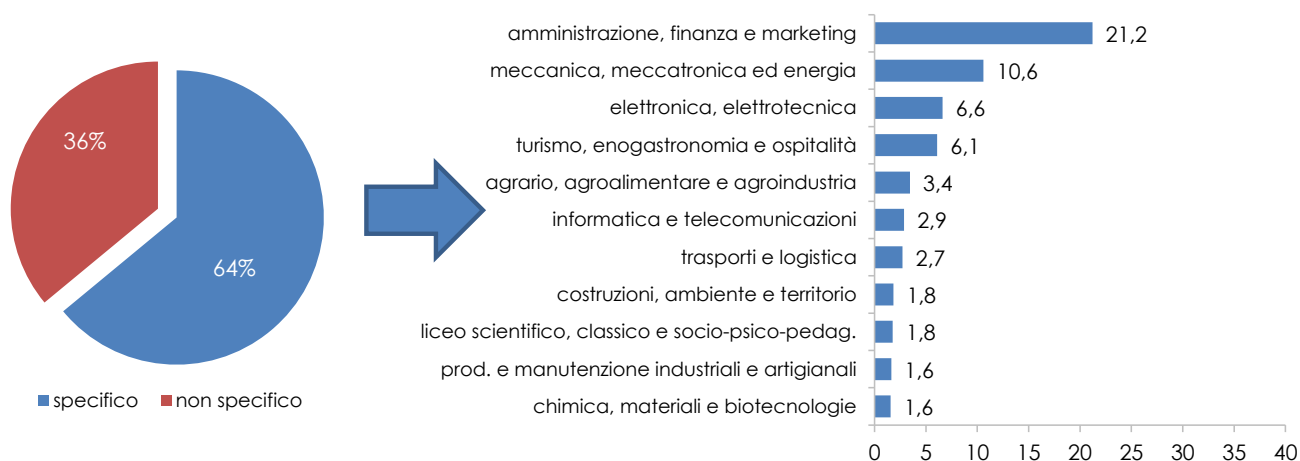 36%
64%
specifico
non specifico
amministrazione, finanza e marketing
21,2
meccanica, meccatronica ed energia
10,6
elettronica, elettrotecnica
6,6
turismo, enogastronomia e ospitalità
6,1
agrario, agroalimentare e agroindustria
3,4
informatica e telecomunicazioni
2,9
trasporti e logistica
2,7
costruzioni, ambiente e territorio
1,8
liceo scientifico, classico e socio-psico-pedag.
1,8
prod. e manutenzione industriali e artigianali
1,6
chimica, materiali e biotecnologie
1,6
0 5 10 15 20 25 30 35 40